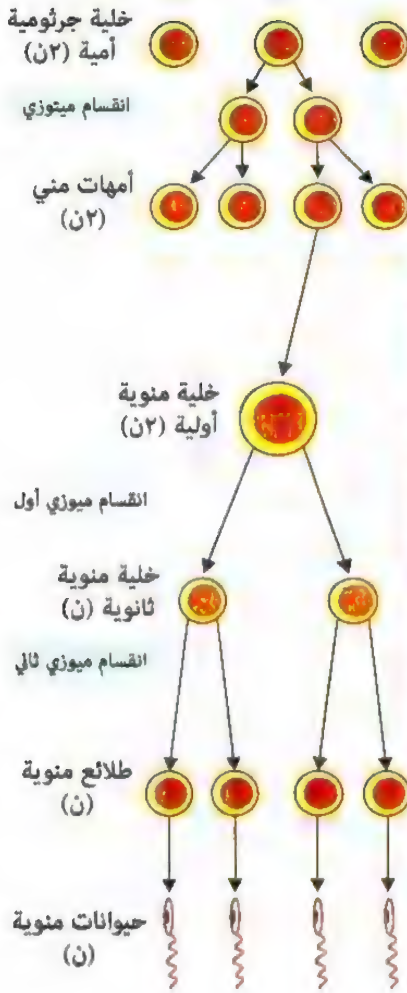 خلية جرثومية
أمية (٢ن)
انقسام ميتوزي
أمهات مني
(٢ن)
خلية منوية
أولية (٢ن)
انقسام ميوزي أول
خلية منوية
ثانوية (ن)
انقسام ميوزي ثاني
طلائع منوية
(ن)
حيوانات منوية
(ن)